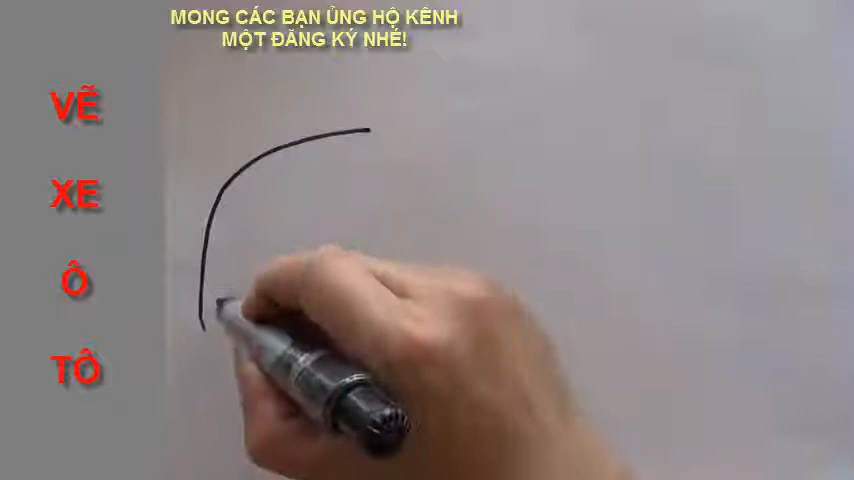 MONG CÁC BẠN ỦNG HỘ KÊNH
MỘT ĐĂNG KÝ NHÉ!
VẼ
XE
Ô
TÔ